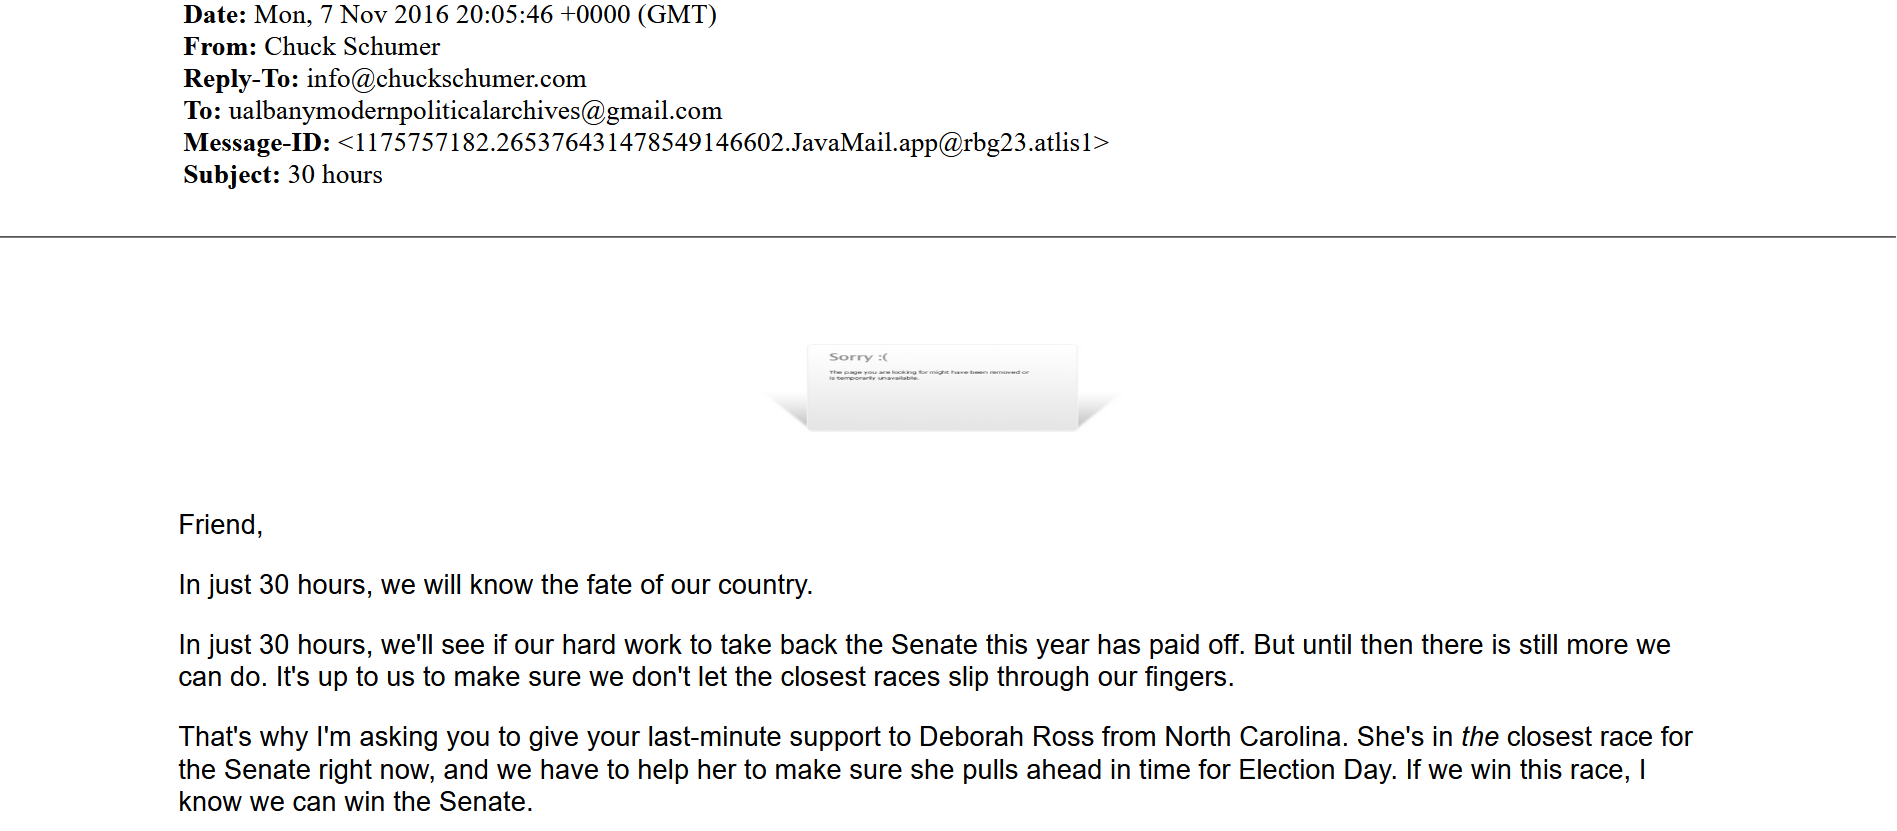 Date: Mon, 7 Nov 2016 20:05:46 +0000 (GMT)
From: Chuck Schumer
Reply-To: info@chuckschumer.com
To: ualbanymodernpoliticalarchives@gmail.com
Message-ID: <1175757182.265376431478549146602.JavaMail.app@rbg23.atlis1>
Subject: 30 hours
Sorry :(
The page you are looking for might have been removed or
is temporarily unavailable.
Friend,
In just 30 hours, we will know the fate of our country.
In just 30 hours, we'll see if our hard work to take back the Senate this year has paid off. But until then there is still more we
can do. It's up to us to make sure we don't let the closest races slip through our fingers.
That's why I'm asking you to give your last-minute support to Deborah Ross from North Carolina. She's in the closest race for
the Senate right now, and we have to help her to make sure she pulls ahead in time for Election Day. If we win this race, I
know we can win the Senate.